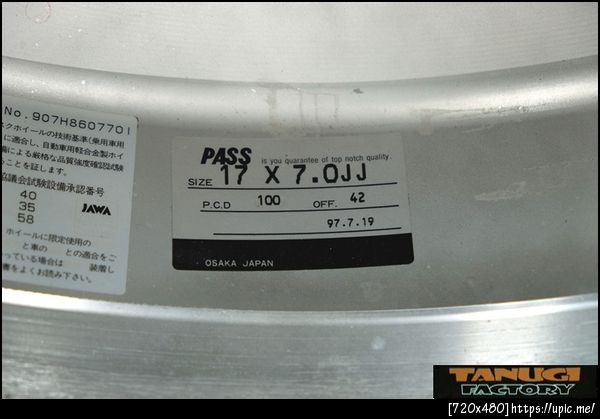 No. 907H8607701
スクホイールの技術基準(乗用車用
に適合し、自動車用軽合金製ホイ
備による厳格な品質強度確認試験
ことを証します。
協議会試験設備承認番号
40
35
58
JAWA
ホイールに限定使用の
と車の
との適合をご
っている場合は
装着し
書をよくお読み下さい。
PASS is you quarantee of top notch quality.
SIZE 17 X 7.0JJ
P.C.D 100 OFF. 42
97.7.19
OSAKA JAPAN
TANUGI
FACTORY
[720x480]https://upic.me/